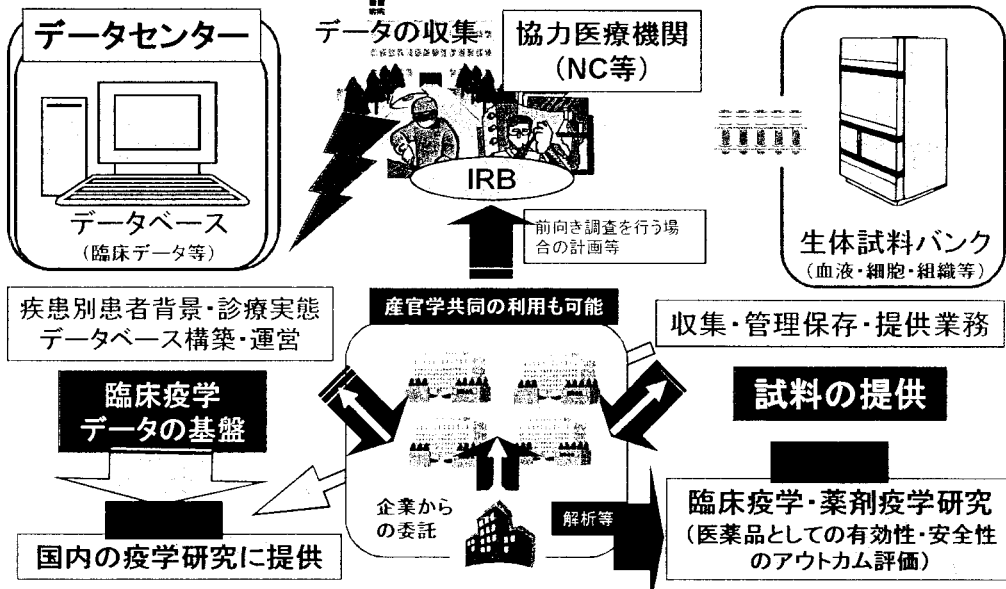 データセンター
データの収集
協力医療機関
(NC等)
IRB
データベース
(臨床データ等)
前向き調査を行う場
合の計画等
生体試料バンク
(血液・細胞・組織等)
疾患別患者背景・診療実態
データベース構築・運営
産官学共同の利用も可能
収集・管理保存・提供業務
臨床疫学
データの基盤
試料の提供
企業から
の委託
解析等
国内の疫学研究に提供
臨床疫学・薬剤疫学研究
(医薬品としての有効性・安全性
のアウトカム評価)